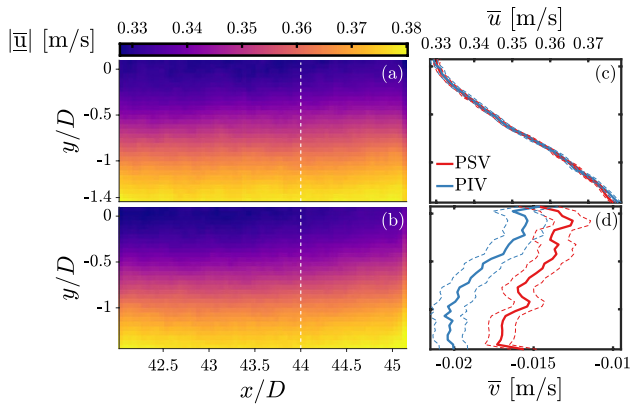 |u̲̅| [m/s]
0.33 0.34 0.35 0.36 0.37 0.38
u̅ [m/s]
0.33 0.34 0.35 0.36 0.37
(a)
y/D
0
-0.5
-1
-1.4
(c)
PSV
PIV
(b)
y/D
0
-0.5
-1
42.5 43 43.5 44 44.5 45
x/D
(d)
-0.02 -0.015 -0.01
v̅ [m/s]